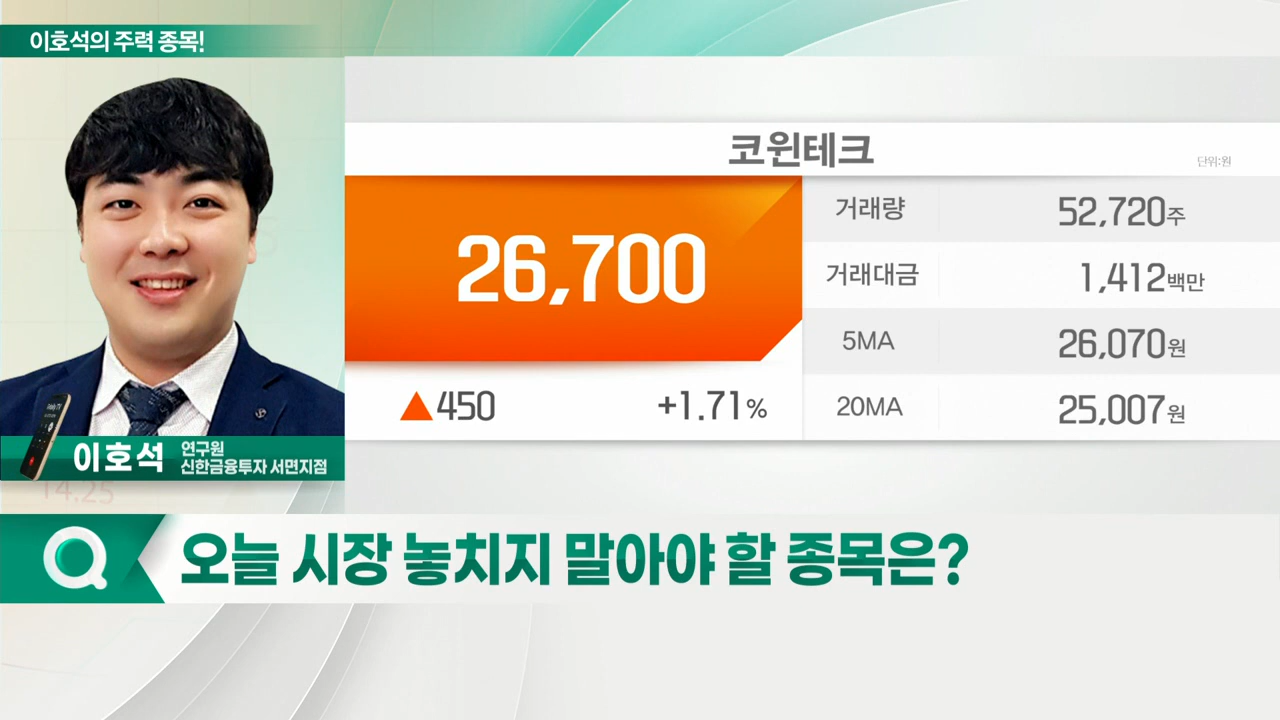 이호석의 주력 종목!
코윈테크
단위:원
26,700
▲450 +1.71%
거래량 52,720주
거래대금 1,412백만
5MA 26,070원
20MA 25,007원
이호석 연구원
신한금융투자 서면지점
14.25
오늘 시장 놓치지 말아야 할 종목은?